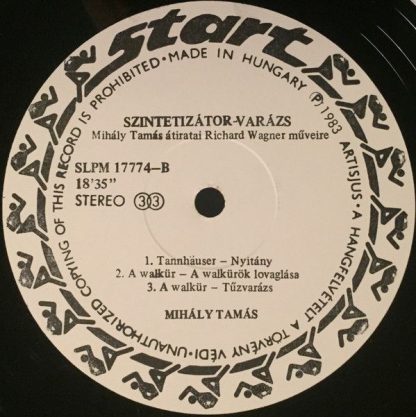 Start
MADE IN HUNGARY Ⓟ 1983 ARTISJUS · A HANGFELVÉTELT A TÖRVÉNY VÉDI · UNAUTHORIZED COPYING OF THIS RECORD IS PROHIBITED ·
SZINTETIZÁTOR-VARÁZS
Mihály Tamás átiratai Richard Wagner műveire
SLPM 17774–B
18'35"
STEREO 33
1. Tannhäuser – Nyitány
2. A walkür – A walkürök lovaglása
3. A walkür – Tűzvarázs
MIHÁLY TAMÁS